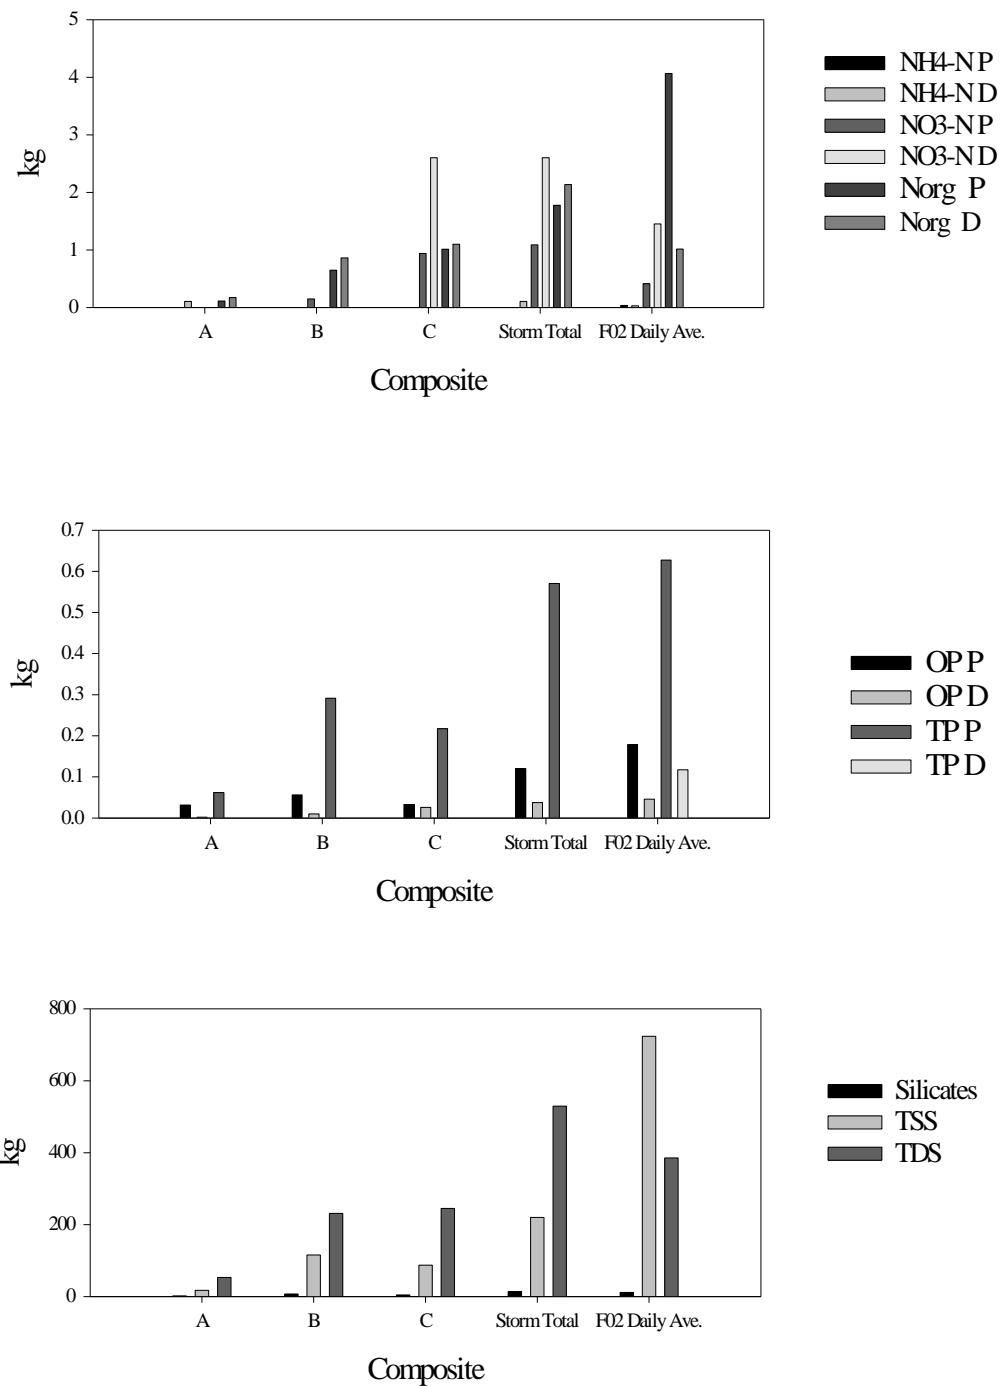 5
4
3
2
1
0
kg
A B C Storm Total F02 Daily Ave.
Composite
NH4-N P
NH4-N D
NO3-N P
NO3-N D
Norg P
Norg D
0.7
0.6
0.5
0.4
0.3
0.2
0.1
0.0
kg
A B C Storm Total F02 Daily Ave.
Composite
OP P
OP D
TP P
TP D
800
600
400
200
0
kg
A B C Storm Total F02 Daily Ave.
Composite
Silicates
TSS
TDS